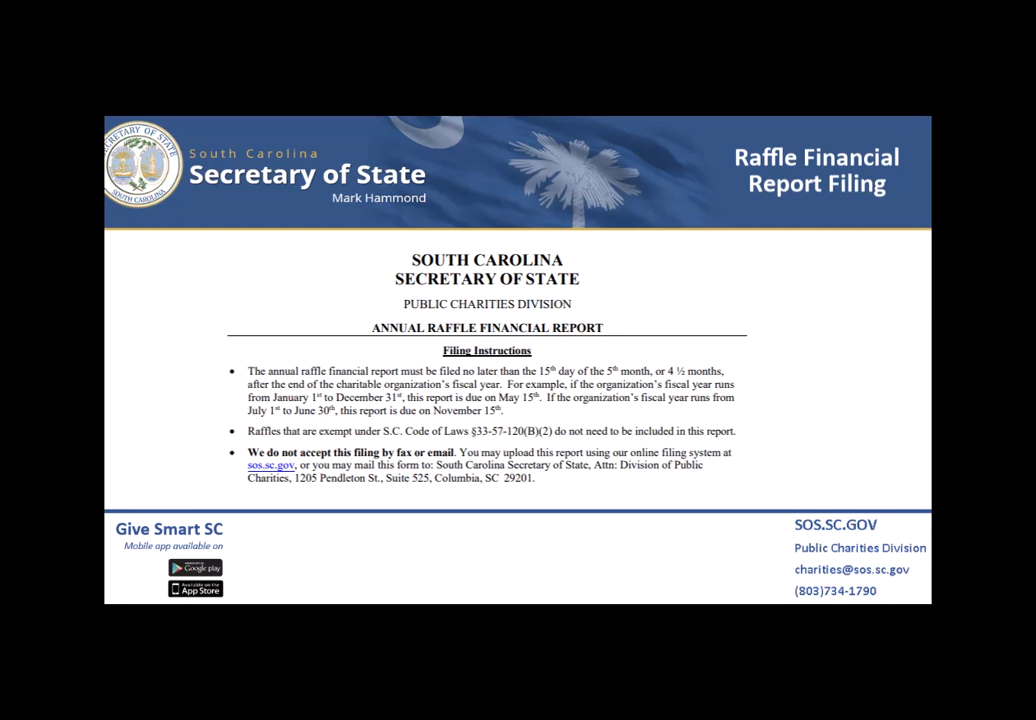 SECRETARY OF STATE
SOUTH CAROLINA
South Carolina
Secretary of State
Mark Hammond
Raffle Financial
Report Filing
SOUTH CAROLINA
SECRETARY OF STATE
PUBLIC CHARITIES DIVISION
ANNUAL RAFFLE FINANCIAL REPORT
Filing Instructions
• The annual raffle financial report must be filed no later than the 15th day of the 5th month, or 4 ½ months,
after the end of the charitable organization's fiscal year. For example, if the organization's fiscal year runs
from January 1st to December 31st, this report is due on May 15th. If the organization's fiscal year runs from
July 1st to June 30th, this report is due on November 15th.
• Raffles that are exempt under S.C. Code of Laws §33-57-120(B)(2) do not need to be included in this report.
• We do not accept this filing by fax or email. You may upload this report using our online filing system at
sos.sc.gov, or you may mail this form to: South Carolina Secretary of State, Attn: Division of Public
Charities, 1205 Pendleton St., Suite 525, Columbia, SC 29201.
Give Smart SC
Mobile app available on
Google play
Available on the
App Store
SOS.SC.GOV
Public Charities Division
charities@sos.sc.gov
(803)734-1790